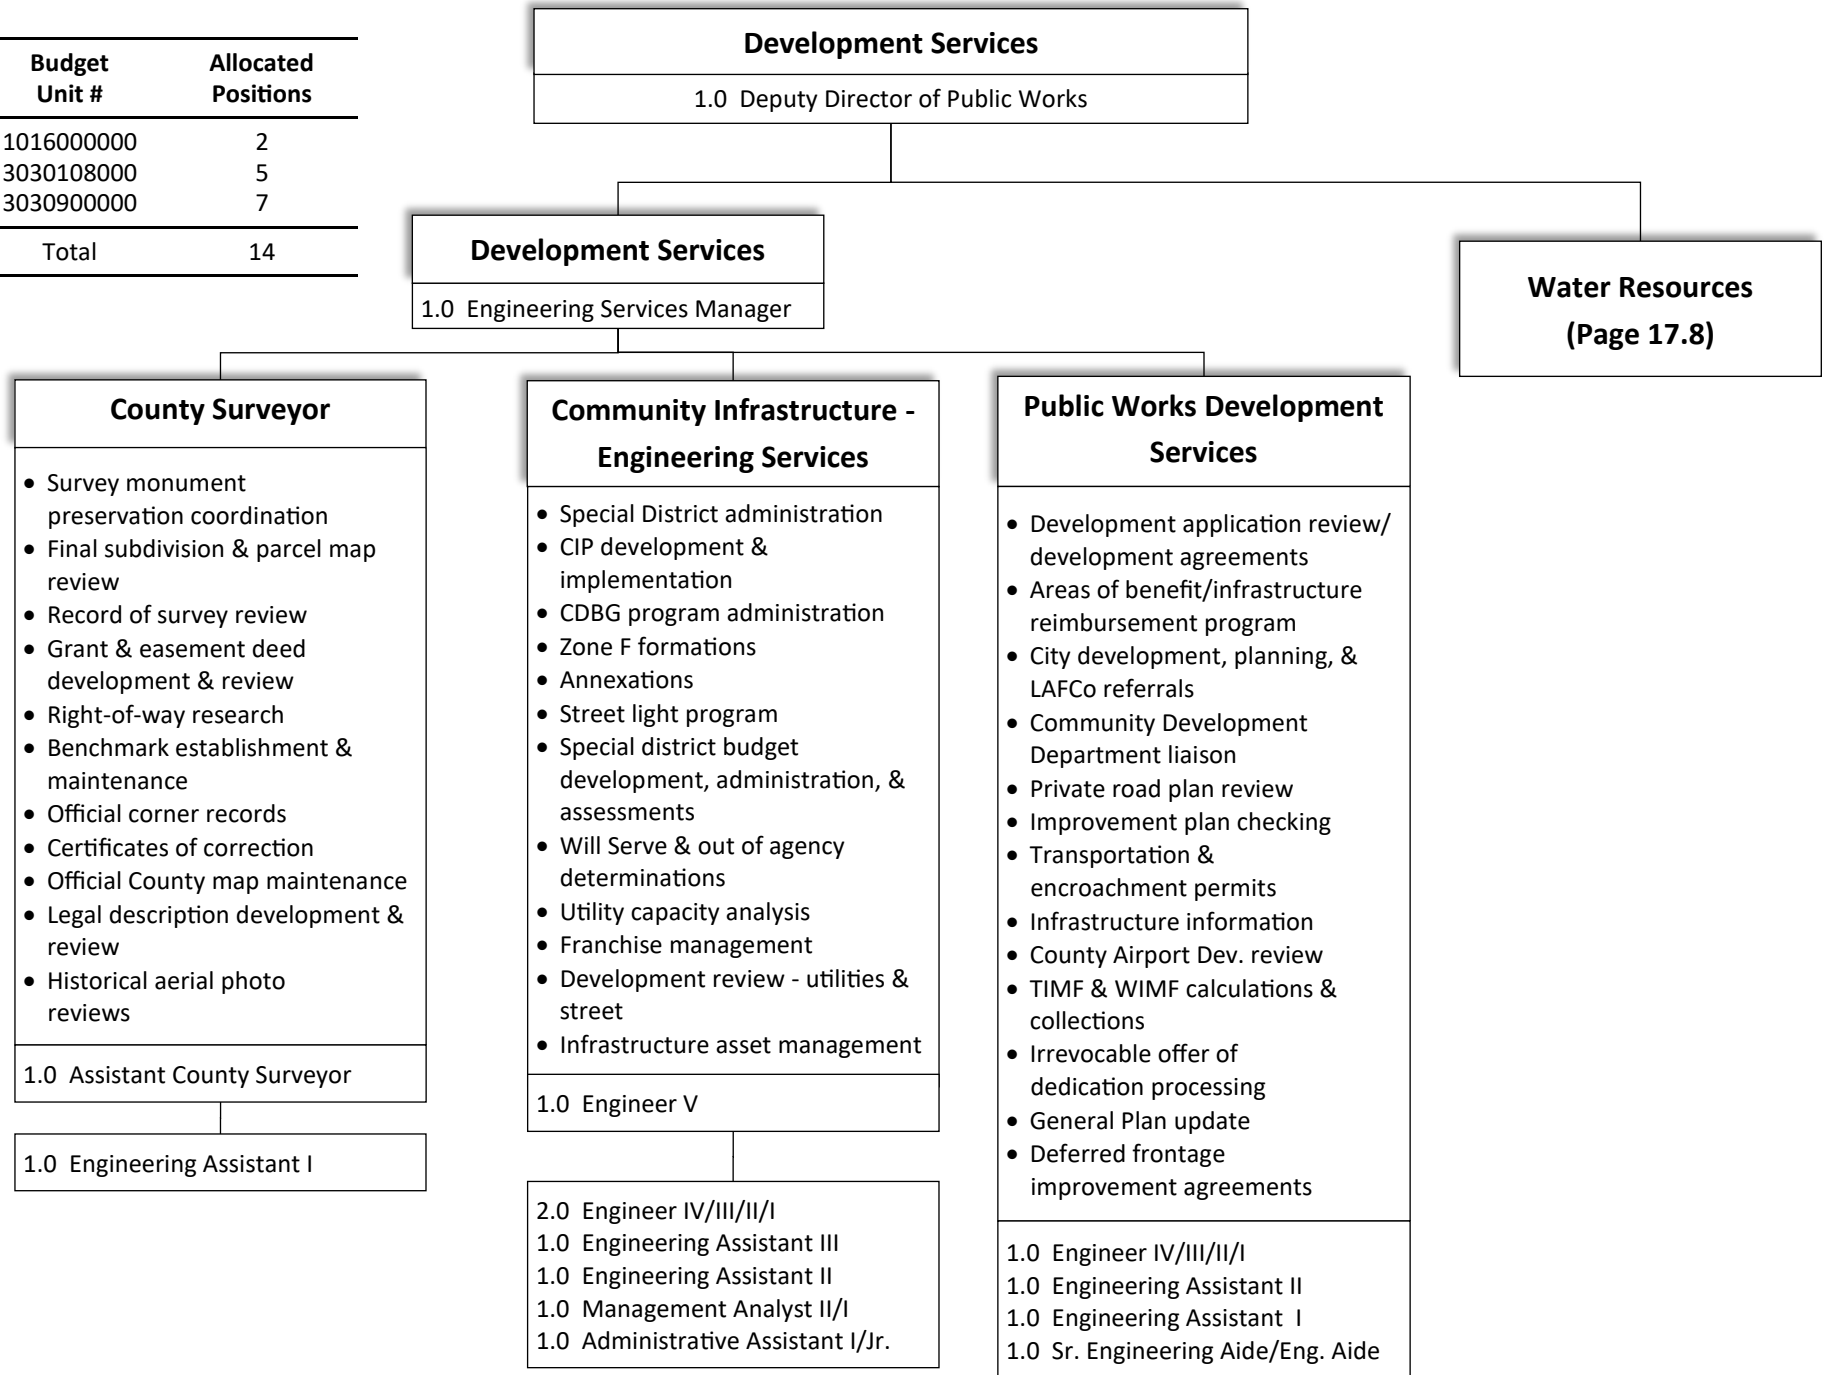 Budget Unit # Allocated Positions
1016000000 2
3030108000 5
3030900000 7
Total 14
Development Services
1.0 Deputy Director of Public Works
Development Services
1.0 Engineering Services Manager
Water Resources
(Page 17.8)
County Surveyor
• Survey monument
preservation coordination
• Final subdivision & parcel map
review
• Record of survey review
• Grant & easement deed
development & review
• Right-of-way research
• Benchmark establishment &
maintenance
• Official corner records
• Certificates of correction
• Official County map maintenance
• Legal description development &
review
• Historical aerial photo
reviews
1.0 Assistant County Surveyor
1.0 Engineering Assistant I
Community Infrastructure -
Engineering Services
• Special District administration
• CIP development &
implementation
• CDBG program administration
• Zone F formations
• Annexations
• Street light program
• Special district budget
development, administration, &
assessments
• Will Serve & out of agency
determinations
• Utility capacity analysis
• Franchise management
• Development review - utilities &
street
• Infrastructure asset management
1.0 Engineer V
2.0 Engineer IV/III/II/I
1.0 Engineering Assistant III
1.0 Engineering Assistant II
1.0 Management Analyst II/I
1.0 Administrative Assistant I/Jr.
Public Works Development
Services
• Development application review/
development agreements
• Areas of benefit/infrastructure
reimbursement program
• City development, planning, &
LAFCo referrals
• Community Development
Department liaison
• Private road plan review
• Improvement plan checking
• Transportation &
encroachment permits
• Infrastructure information
• County Airport Dev. review
• TIMF & WIMF calculations &
collections
• Irrevocable offer of
dedication processing
• General Plan update
• Deferred frontage
improvement agreements
1.0 Engineer IV/III/II/I
1.0 Engineering Assistant II
1.0 Engineering Assistant I
1.0 Sr. Engineering Aide/Eng. Aide